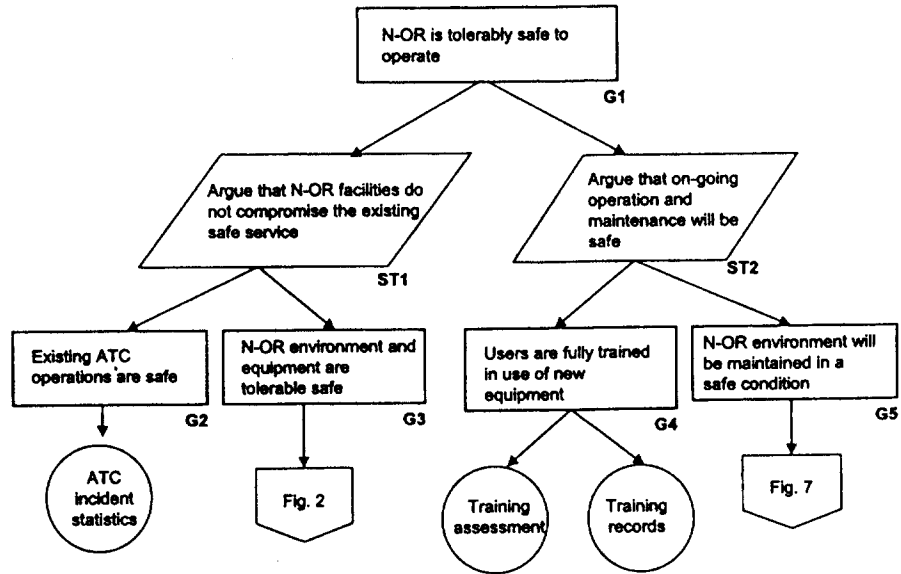 N-OR is tolerably safe to
operate
G1
Argue that N-OR facilities do
not compromise the existing
safe service
ST1
Argue that on-going
operation and
maintenance will be
safe
ST2
Existing ATC
operations are safe
G2
N-OR environment and
equipment are
tolerable safe
G3
Users are fully trained
in use of new
equipment
G4
N-OR environment will
be maintained in a
safe condition
G5
ATC
incident
statistics
Fig. 2
Training
assessment
Training
records
Fig. 7